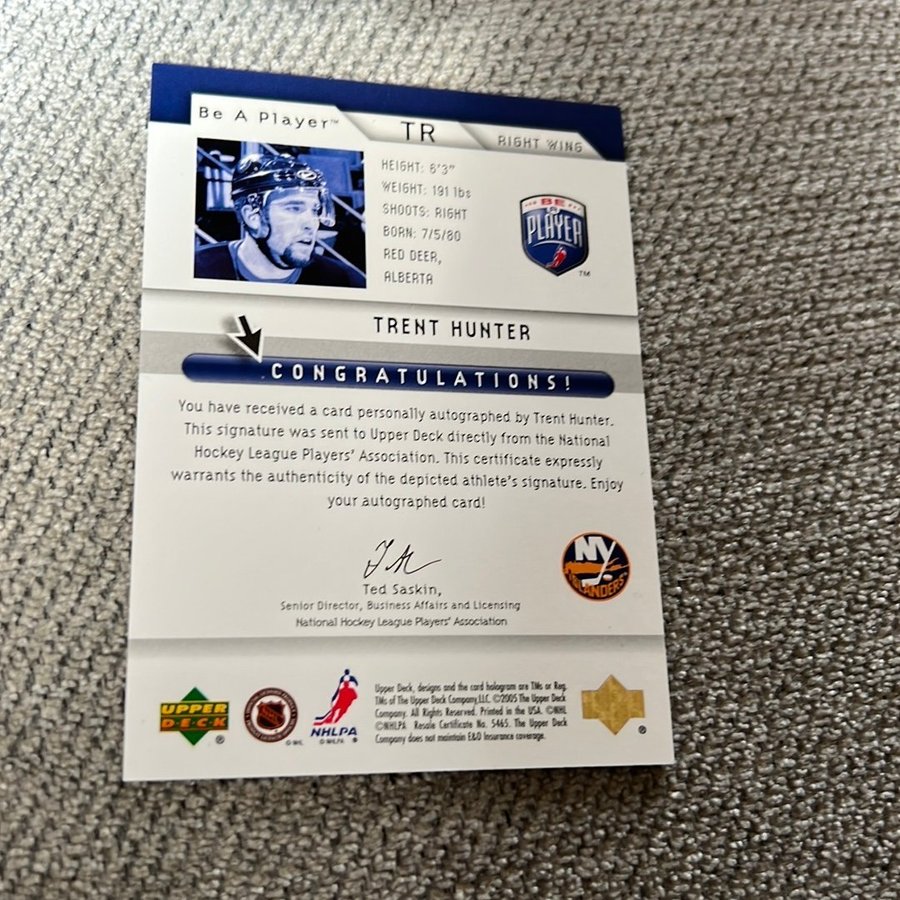 Be A Player™
TR
RIGHT WING
HEIGHT: 6'3"
WEIGHT: 191 lbs
SHOOTS: RIGHT
BORN: 7/5/80
RED DEER,
ALBERTA
BE
A
PLAYER
™
TRENT HUNTER
CONGRATULATIONS!
You have received a card personally autographed by Trent Hunter.
This signature was sent to Upper Deck directly from the National
Hockey League Players' Association. This certificate expressly
warrants the authenticity of the depicted athlete's signature. Enjoy
your autographed card!
Ted Saskin,
Senior Director, Business Affairs and Licensing
National Hockey League Players' Association
NY
ISLANDERS
UPPER
DECK
®
NHL
© NHL
NHLPA
© NHLPA ®
Upper Deck, designs and the card hologram are TMs or Reg.
TMs of The Upper Deck Company,LLC. ©2005 The Upper Deck
Company. All Rights Reserved. Printed in the USA. ©NHL
©NHLPA Resale Certificate No. 5465. The Upper Deck
Company does not maintain E&O Insurance coverage.
®